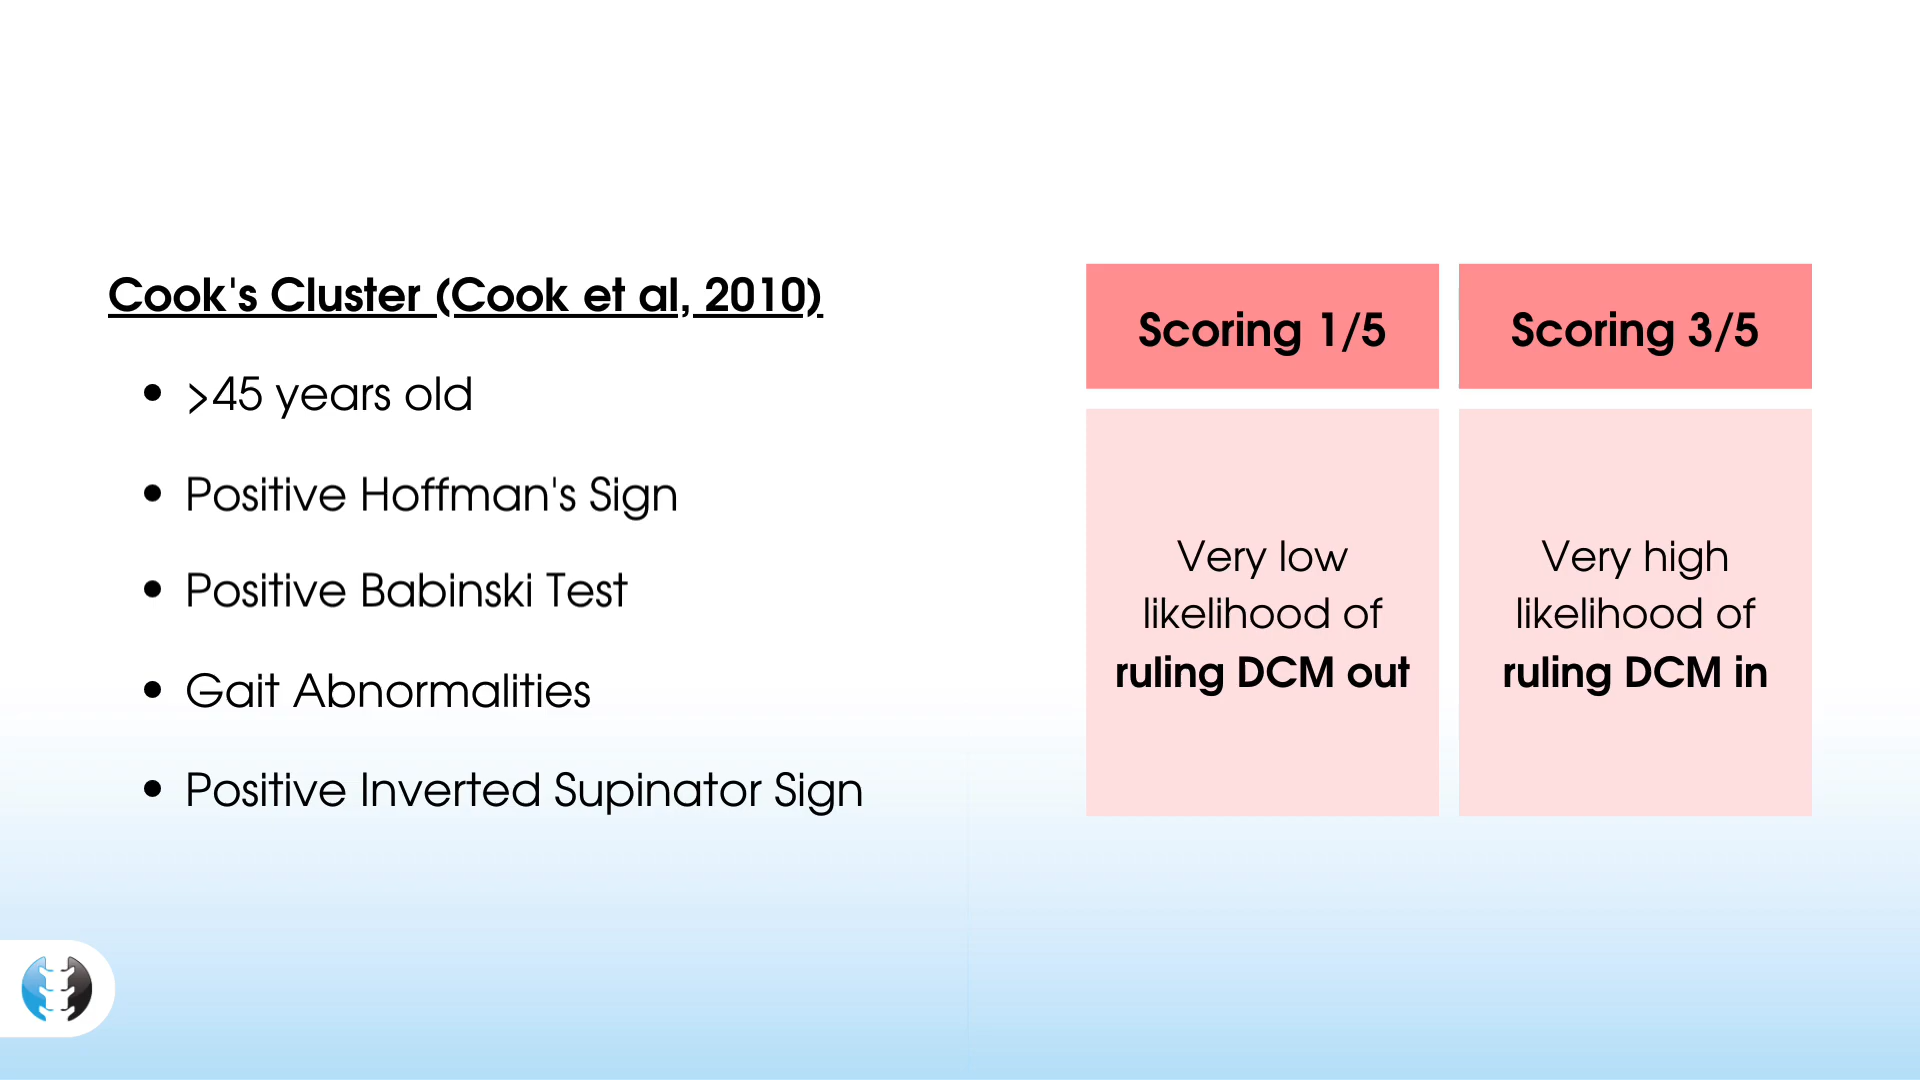 Cook's Cluster (Cook et al, 2010)
• >45 years old
• Positive Hoffman's Sign
• Positive Babinski Test
• Gait Abnormalities
• Positive Inverted Supinator Sign
Scoring 1/5
Very low
likelihood of
ruling DCM out
Scoring 3/5
Very high
likelihood of
ruling DCM in